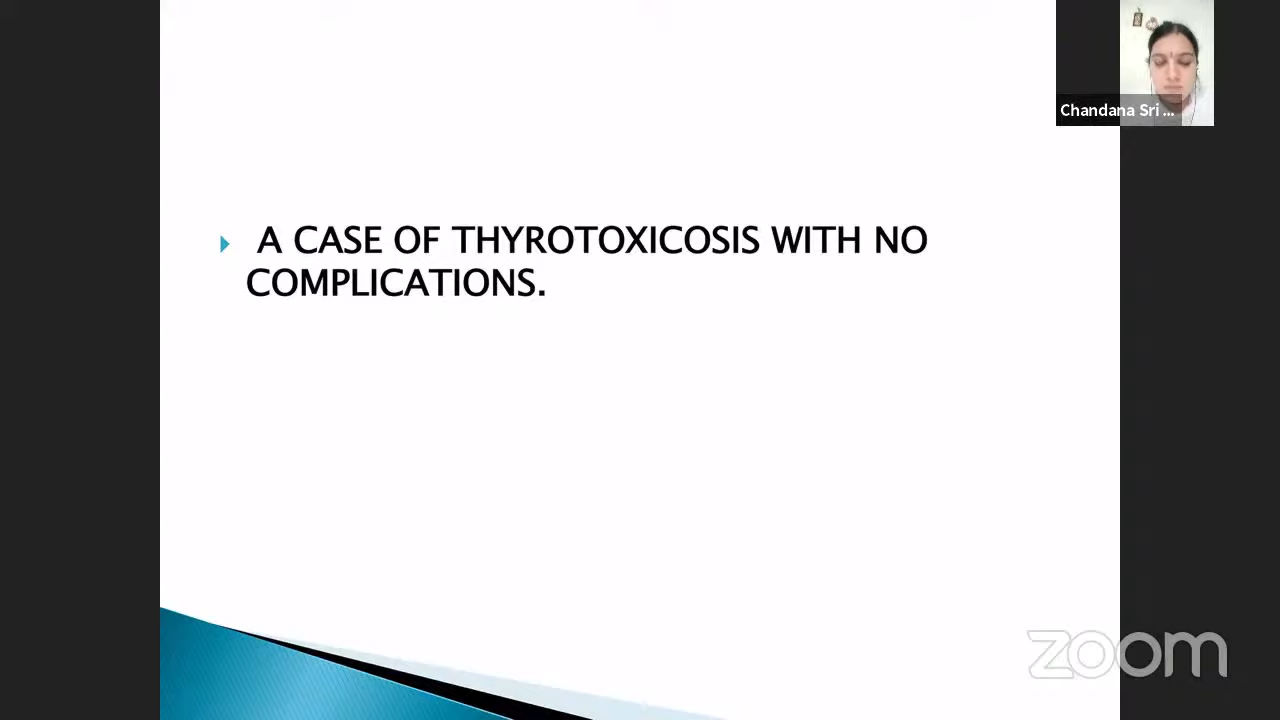 Chandana Sri ...
A CASE OF THYROTOXICOSIS WITH NO
COMPLICATIONS.
zoom